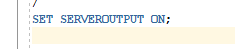 /
SET SERVEROUTPUT ON;